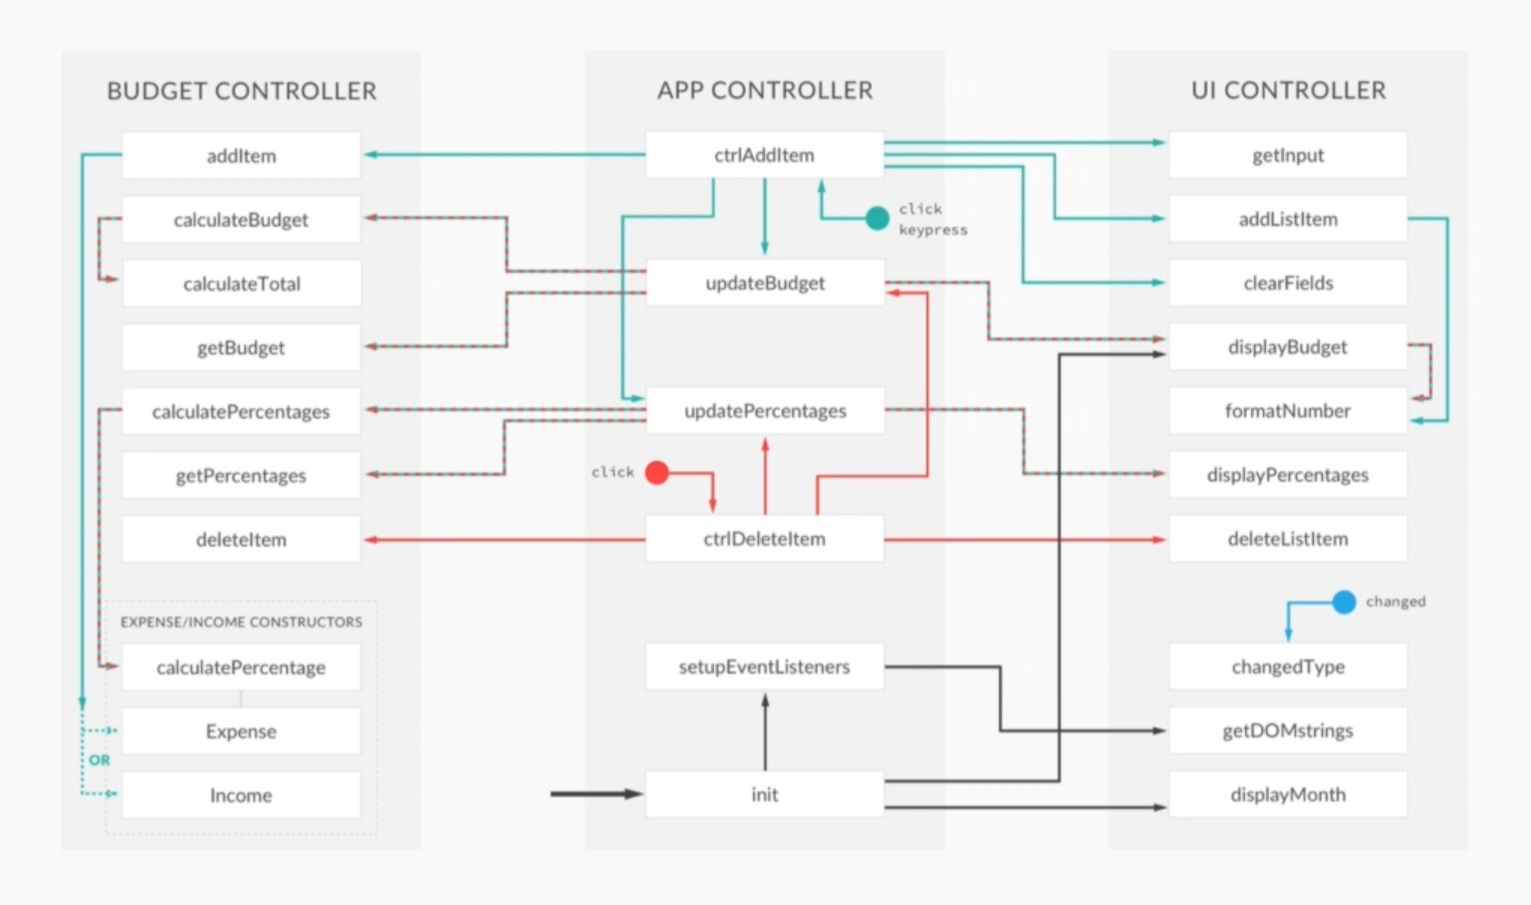 BUDGET CONTROLLER
addItem
calculateBudget
calculateTotal
getBudget
calculatePercentages
getPercentages
deleteItem
EXPENSE/INCOME CONSTRUCTORS
calculatePercentage
Expense
OR
Income
APP CONTROLLER
ctrlAddItem
click
keypress
updateBudget
updatePercentages
click
ctrlDeleteItem
setupEventListeners
init
UI CONTROLLER
getInput
addListItem
clearFields
displayBudget
formatNumber
displayPercentages
deleteListItem
changed
changedType
getDOMstrings
displayMonth